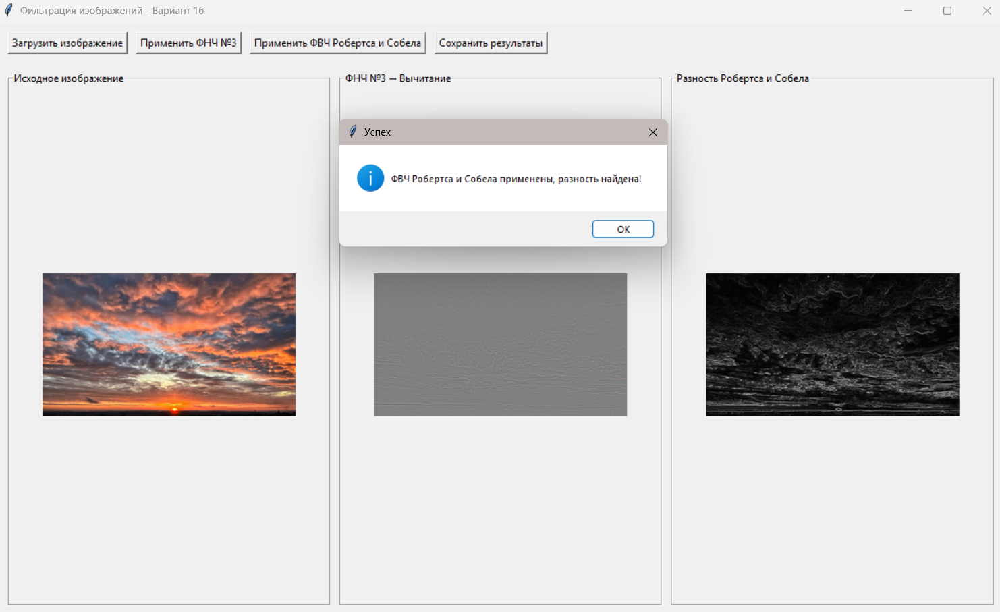 Фильтрация изображений - Вариант 16
Загрузить изображение
Применить ФНЧ №3
Применить ФВЧ Робертса и Собела
Сохранить результаты
Исходное изображение
ФНЧ №3 → Вычитание
Разность Робертса и Собела
Успех
ФВЧ Робертса и Собела применены, разность найдена!
ОК